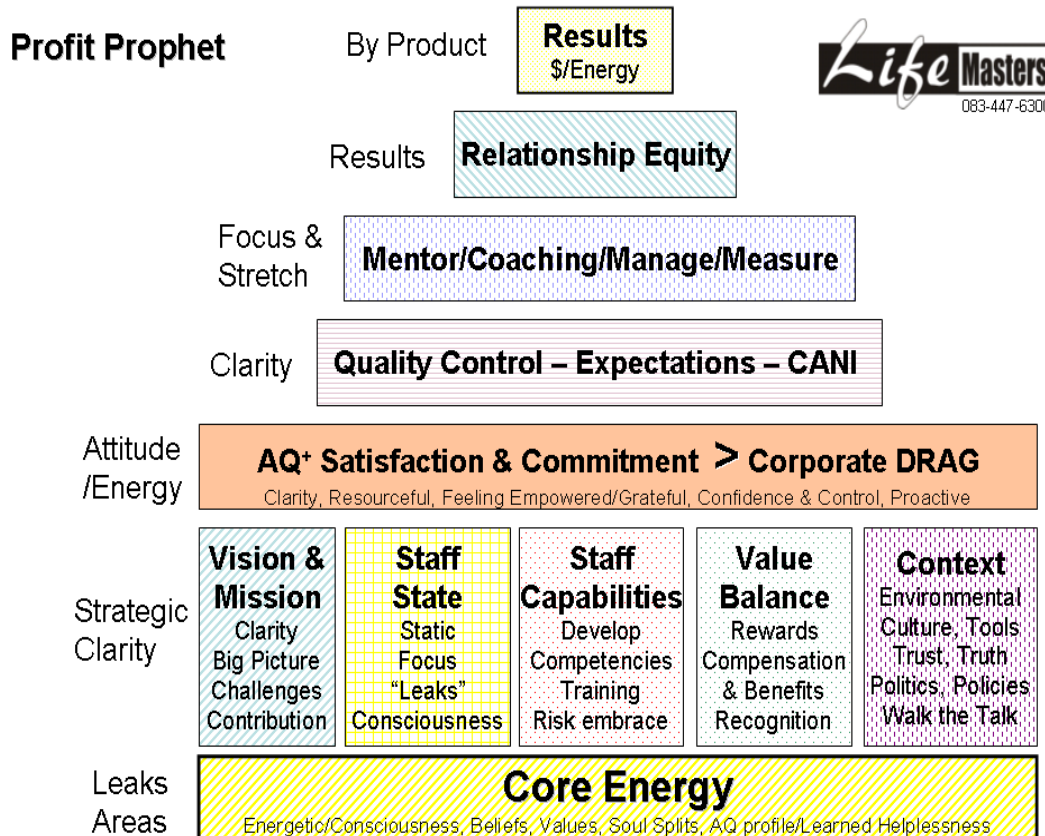 Profit Prophet
By Product
Results
$/Energy
Life Masters
083-447-6300
Results
Relationship Equity
Focus &
Stretch
Mentor/Coaching/Manage/Measure
Clarity
Quality Control – Expectations – CANI
Attitude
/Energy
AQ⁺ Satisfaction & Commitment > Corporate DRAG
Clarity, Resourceful, Feeling Empowered/Grateful, Confidence & Control, Proactive
Strategic
Clarity
Vision &
Mission
Clarity
Big Picture
Challenges
Contribution
Staff
State
Static
Focus
“Leaks”
Consciousness
Staff
Capabilities
Develop
Competencies
Training
Risk embrace
Value
Balance
Rewards
Compensation
& Benefits
Recognition
Context
Environmental
Culture, Tools
Trust, Truth
Politics, Policies
Walk the Talk
Leaks
Areas
Core Energy
Energetic/Consciousness, Beliefs, Values, Soul Splits, AQ profile/Learned Helplessness